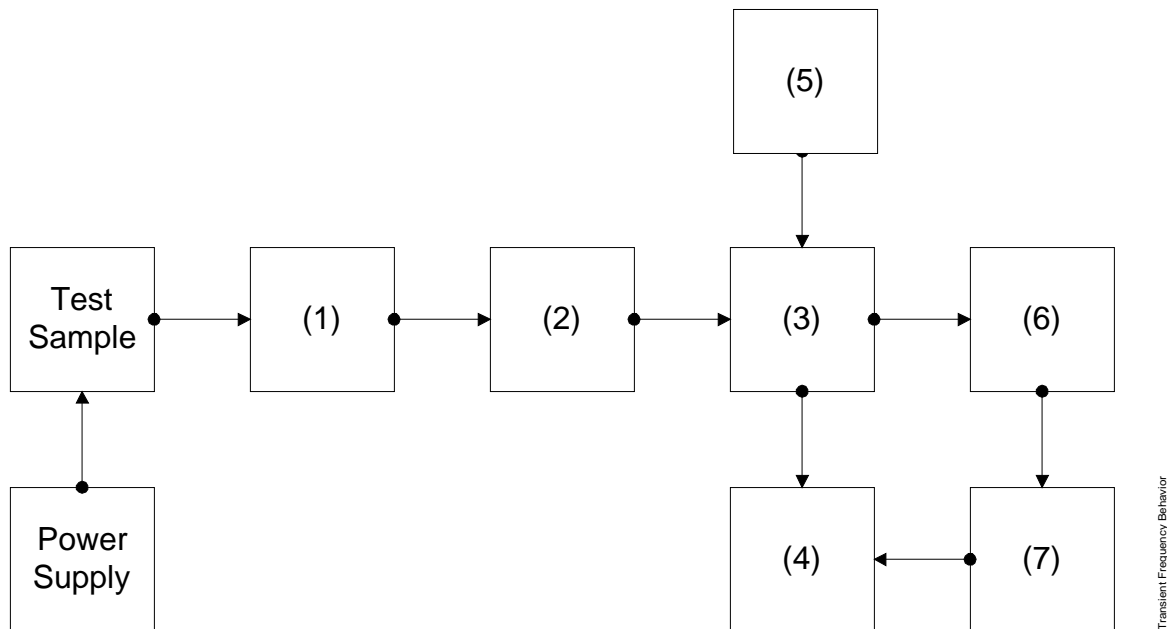 (5)
Test
Sample
(1)
(2)
(3)
(6)
Power
Supply
(4)
(7)
Transient Frequency Behavior